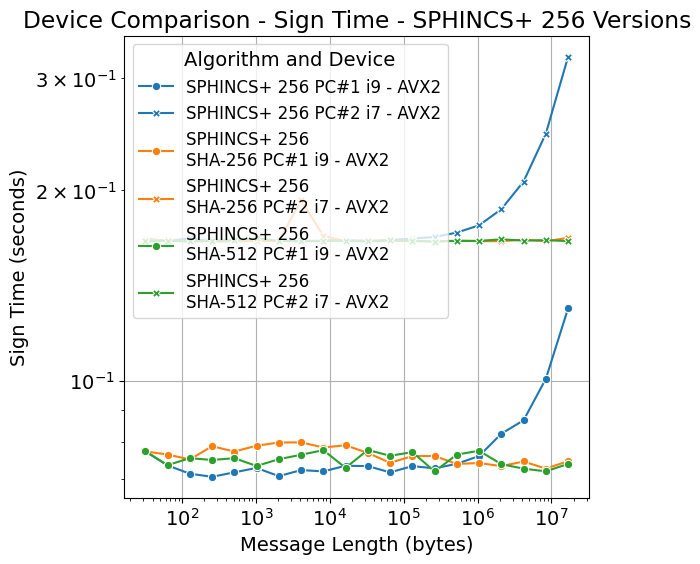 Device Comparison - Sign Time - SPHINCS+ 256 Versions
Algorithm and Device
SPHINCS+ 256 PC#1 i9 - AVX2
SPHINCS+ 256 PC#2 i7 - AVX2
SPHINCS+ 256
SHA-256 PC#1 i9 - AVX2
SPHINCS+ 256
SHA-256 PC#2 i7 - AVX2
SPHINCS+ 256
SHA-512 PC#1 i9 - AVX2
SPHINCS+ 256
SHA-512 PC#2 i7 - AVX2
Sign Time (seconds)
3 × 10⁻¹
2 × 10⁻¹
10⁻¹
10² 10³ 10⁴ 10⁵ 10⁶ 10⁷
Message Length (bytes)